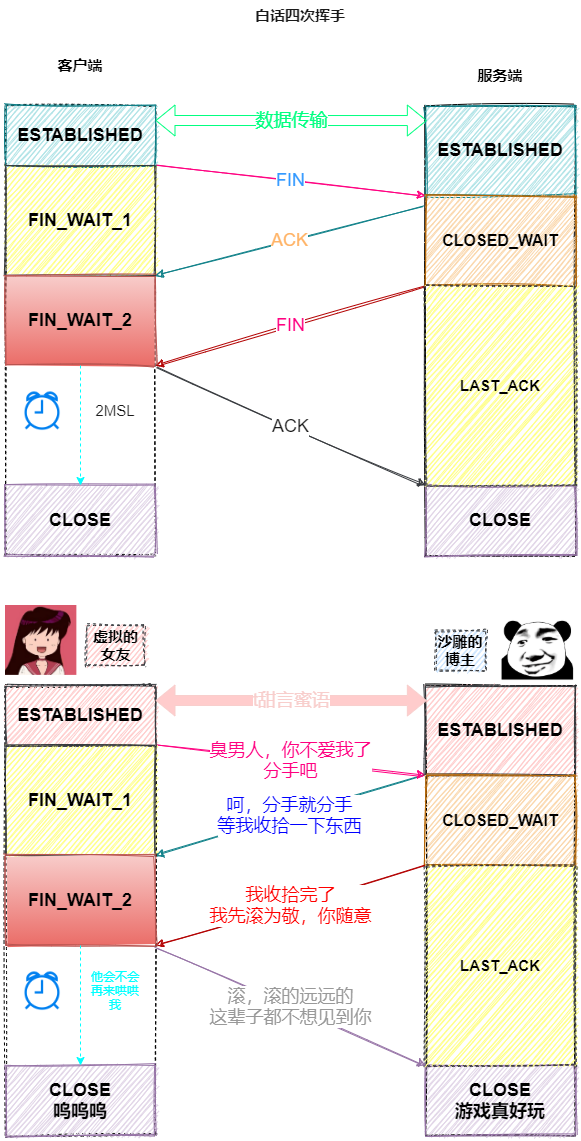 白话四次挥手
客户端
服务端
ESTABLISHED
数据传输
ESTABLISHED
FIN
FIN_WAIT_1
ACK
CLOSED_WAIT
FIN_WAIT_2
FIN
LAST_ACK
2MSL
ACK
CLOSE
CLOSE
虚拟的
女友
沙雕的
博主
ESTABLISHED
甜言蜜语
ESTABLISHED
臭男人，你不爱我了
分手吧
FIN_WAIT_1
呵，分手就分手
等我收拾一下东西
CLOSED_WAIT
FIN_WAIT_2
我收拾完了
我先滚为敬，你随意
LAST_ACK
他会不会
再来哄哄
我
滚，滚的远远的
这辈子都不想见到你
CLOSE
呜呜呜
CLOSE
游戏真好玩